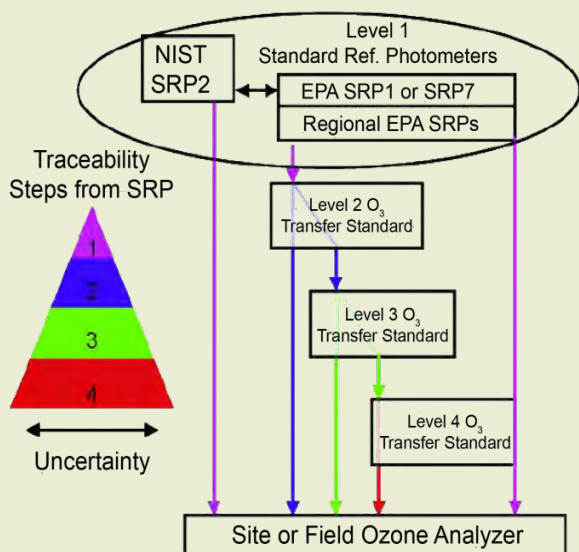 Level 1
Standard Ref. Photometers
NIST
SRP2
EPA SRP1 or SRP7
Regional EPA SRPs
Traceability
Steps from SRP
1
2
3
4
Uncertainty
Level 2 O₃
Transfer Standard
Level 3 O₃
Transfer Standard
Level 4 O₃
Transfer Standard
Site or Field Ozone Analyzer